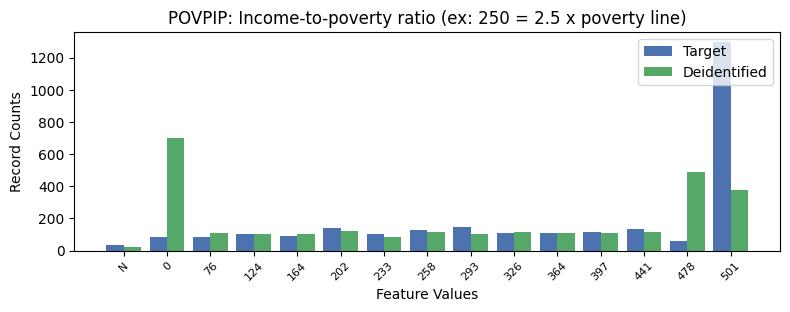 POVPIP: Income-to-poverty ratio (ex: 250 = 2.5 x poverty line)
Target
Deidentified
Record Counts
1200
1000
800
600
400
200
0
N 0 76 124 164 202 233 258 293 326 364 397 441 478 501
Feature Values